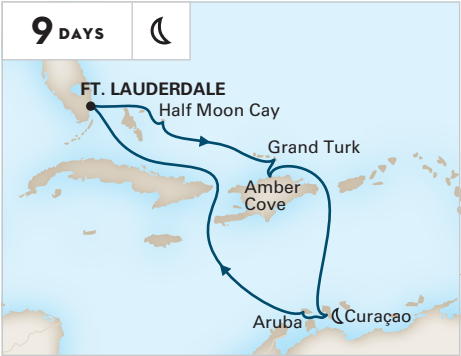 9 DAYS
FT. LAUDERDALE
Half Moon Cay
Grand Turk
Amber
Cove
Aruba
Curaçao